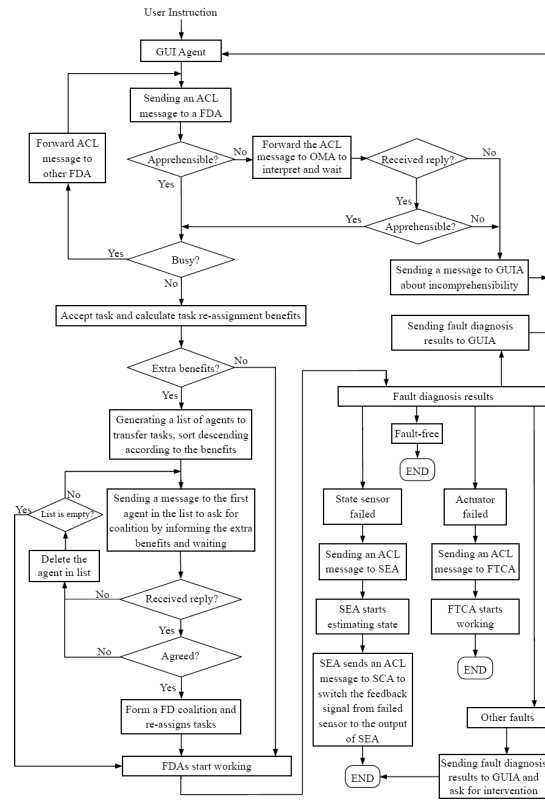 User Instruction
GUI Agent
Sending an ACL
message to a FDA
Forward ACL
message to
other FDA
Apprehensible?
No
Forward the ACL
message to OMA to
interpret and wait
Received reply?
No
Yes
Yes
Yes
Apprehensible?
No
Yes
Busy?
No
Sending a message to GUIA
about incomprehensibility
Accept task and calculate task re-assignment benefits
Sending fault diagnosis
results to GUIA
Extra benefits?
No
Yes
Fault diagnosis results
Generating a list of agents to
transfer tasks, sort descending
according to the benefits
Fault-free
END
No
Yes
List is empty?
Sending a message to the first
agent in the list to ask for
coalition by informing the extra
benefits and waiting
State sensor
failed
Actuator
failed
Delete the
agent in list
Sending an ACL
message to SEA
Sending an ACL
message to FTCA
No
Received reply?
Yes
SEA starts
estimating state
FTCA starts
working
No
Agreed?
Yes
END
SEA sends an ACL
message to SCA to
switch the feedback
signal from failed
sensor to the output
of SEA
Form a FD coalition and
re-assigns tasks
Other faults
FDAs start working
END
Sending fault diagnosis
results to GUIA and
ask for intervention